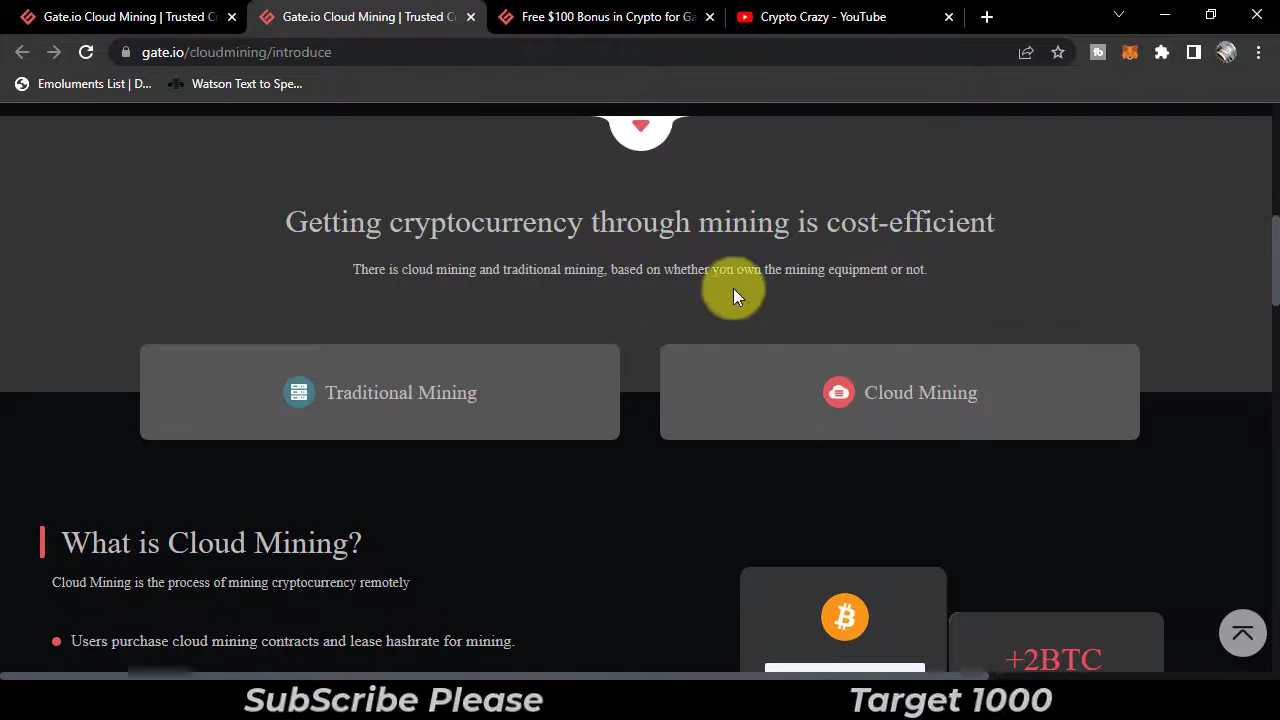 Gate.io Cloud Mining | Trusted Cr
Gate.io Cloud Mining | Trusted Cr
Free $100 Bonus in Crypto for Ga
Crypto Crazy - YouTube
gate.io/cloudmining/introduce
Emoluments List | D...
Watson Text to Spe...
Getting cryptocurrency through mining is cost-efficient
There is cloud mining and traditional mining, based on whether you own the mining equipment or not.
Traditional Mining
Cloud Mining
What is Cloud Mining?
Cloud Mining is the process of mining cryptocurrency remotely
Users purchase cloud mining contracts and lease hashrate for mining.
+2BTC
SubScribe Please
Target 1000